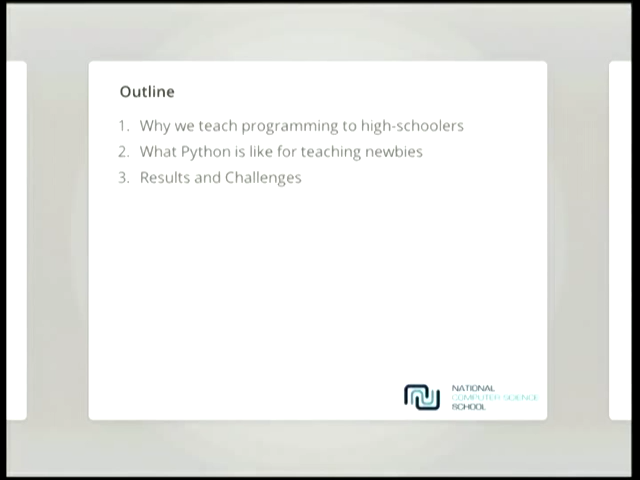 Outline
1. Why we teach programming to high-schoolers
2. What Python is like for teaching newbies
3. Results and Challenges
NATIONAL
COMPUTER SCIENCE
SCHOOL